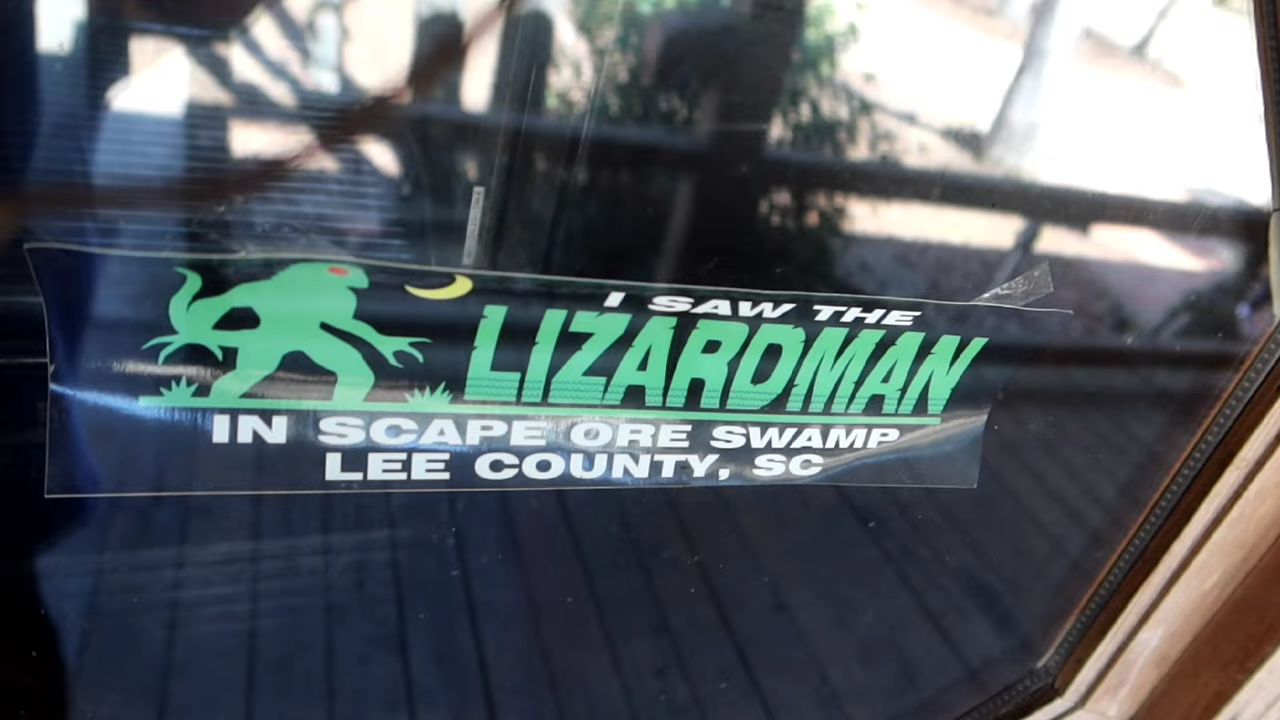 I SAW THE
LIZARDMAN
IN SCAPE ORE SWAMP
LEE COUNTY, SC